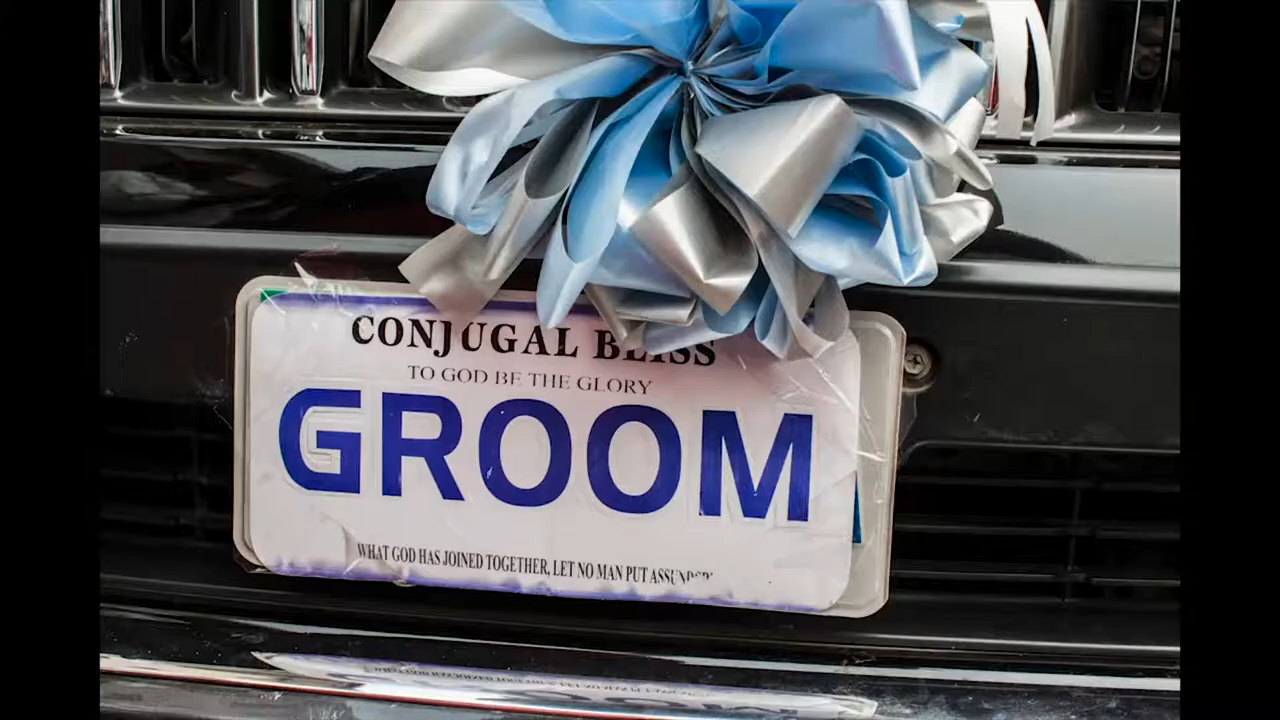 CONJUGAL BLISS
TO GOD BE THE GLORY
GROOM
WHAT GOD HAS JOINED TOGETHER, LET NO MAN PUT